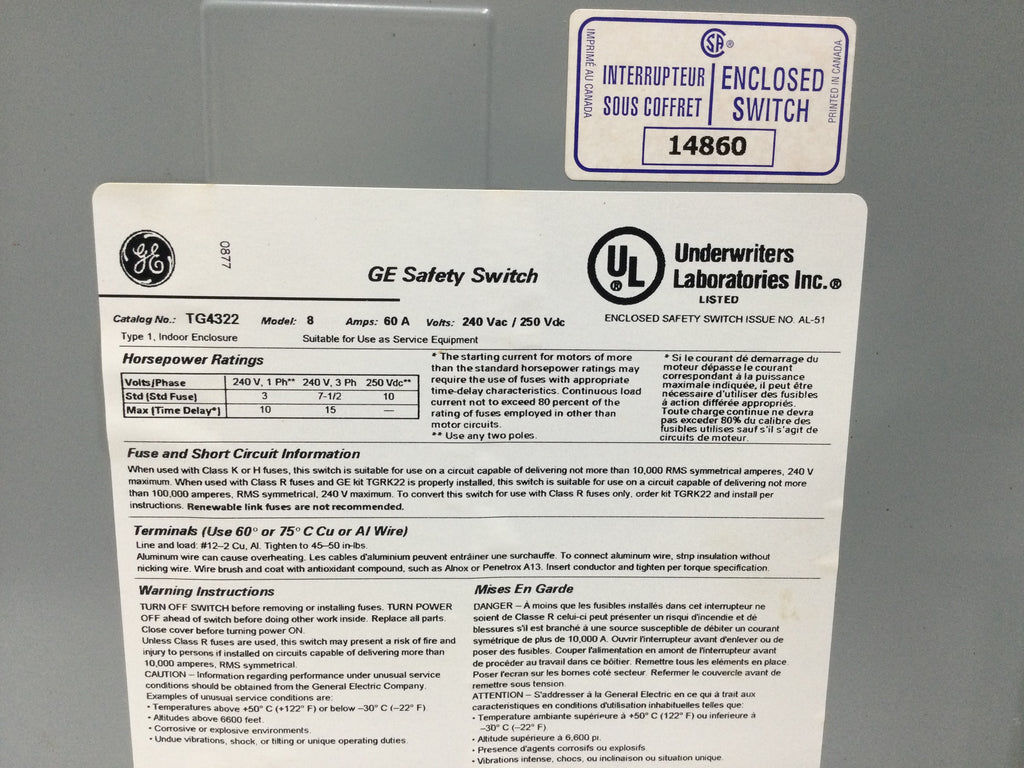 CSA®
IMPRIMÉ AU CANADA
INTERRUPTEUR
SOUS COFFRET
ENCLOSED
SWITCH
PRINTED IN CANADA
14860
GE
0877
GE Safety Switch
UL®
Underwriters
Laboratories Inc.®
LISTED
ENCLOSED SAFETY SWITCH ISSUE NO. AL-51
Catalog No.: TG4322 Model: 8 Amps: 60 A Volts: 240 Vac / 250 Vdc
Type 1, Indoor Enclosure Suitable for Use as Service Equipment
Horsepower Ratings
Volts/Phase 240 V, 1 Ph** 240 V, 3 Ph 250 Vdc**
Std (Std Fuse) 3 7-1/2 10
Max (Time Delay*) 10 15 —
* The starting current for motors of more
than the standard horsepower ratings may
require the use of fuses with appropriate
time-delay characteristics. Continuous load
current not to exceed 80 percent of the
rating of fuses employed in other than
motor circuits.
** Use any two poles.
* Si le courant de demarrage du
moteur dépasse le courant
correspondant à la puissance
maximale indiquée, il peut être
nécessaire d'utiliser des fusibles
à action différée appropriés.
Toute charge continue ne devra
pas exceder 80% du calibre des
fusibles utilises sauf s'il s'agit de
circuits de moteur.
Fuse and Short Circuit Information
When used with Class K or H fuses, this switch is suitable for use on a circuit capable of delivering not more than 10,000 RMS symmetrical amperes, 240 V
maximum. When used with Class R fuses and GE kit TGRK22 is properly installed, this switch is suitable for use on a circuit capable of delivering not more
than 100,000 amperes, RMS symmetrical, 240 V maximum. To convert this switch for use with Class R fuses only, order kit TGRK22 and install per
instructions. Renewable link fuses are not recommended.
Terminals (Use 60° or 75° C Cu or Al Wire)
Line and load: #12–2 Cu, Al. Tighten to 45–50 in-lbs.
Aluminum wire can cause overheating. Les cables d'aluminium peuvent entràiner une surchauffe. To connect aluminum wire, strip insulation without
nicking wire. Wire brush and coat with antioxidant compound, such as Alnox or Penetrox A13. Insert conductor and tighten per torque specification.
Warning Instructions
TURN OFF SWITCH before removing or installing fuses. TURN POWER
OFF ahead of switch before doing other work inside. Replace all parts.
Close cover before turning power ON.
Unless Class R fuses are used, this switch may present a risk of fire and
injury to persons if installed on circuits capable of delivering more than
10,000 amperes, RMS symmetrical.
CAUTION – Information regarding performance under unusual service
conditions should be obtained from the General Electric Company.
Examples of unusual service conditions are:
• Temperatures above +50° C (+122° F) or below –30° C (–22° F)
• Altitudes above 6600 feet.
• Corrosive or explosive environments.
• Undue vibrations, shock, or tilting or unique operating duties.
Mises En Garde
DANGER – À moins que les fusibles installés dans cet interrupteur ne
soient de Classe R celui-ci peut présenter un risqui d'incendie et dé
blessures s'il est branché à une source susceptible de débiter un courant
symétrique de plus de 10,000 A. Ouvrir l'interrupteur avant d'enlever ou de
poser des fusibles. Couper l'alimentation en amont de l'interrupteur avant
de procéder au travail dans ce bôitier. Remettre tous les eléments en place.
Poser l'ecran sur les bornes coté secteur. Refermer le couvercle avant de
remettre sous tension.
ATTENTION – S'addresser à la General Electric en ce qui à trait aux
caractéristiques en conditions d'utilisation inhabituelles telles que:
• Temperature ambiante supérieure à +50° C (122° F) ou inferieure à
–30° C (–22° F)
• Altitude supérieure à 6,600 pi.
• Presence d'agents corrosifs ou explosifs.
• Vibrations intense, chocs, ou inclinaison ou situation unique.